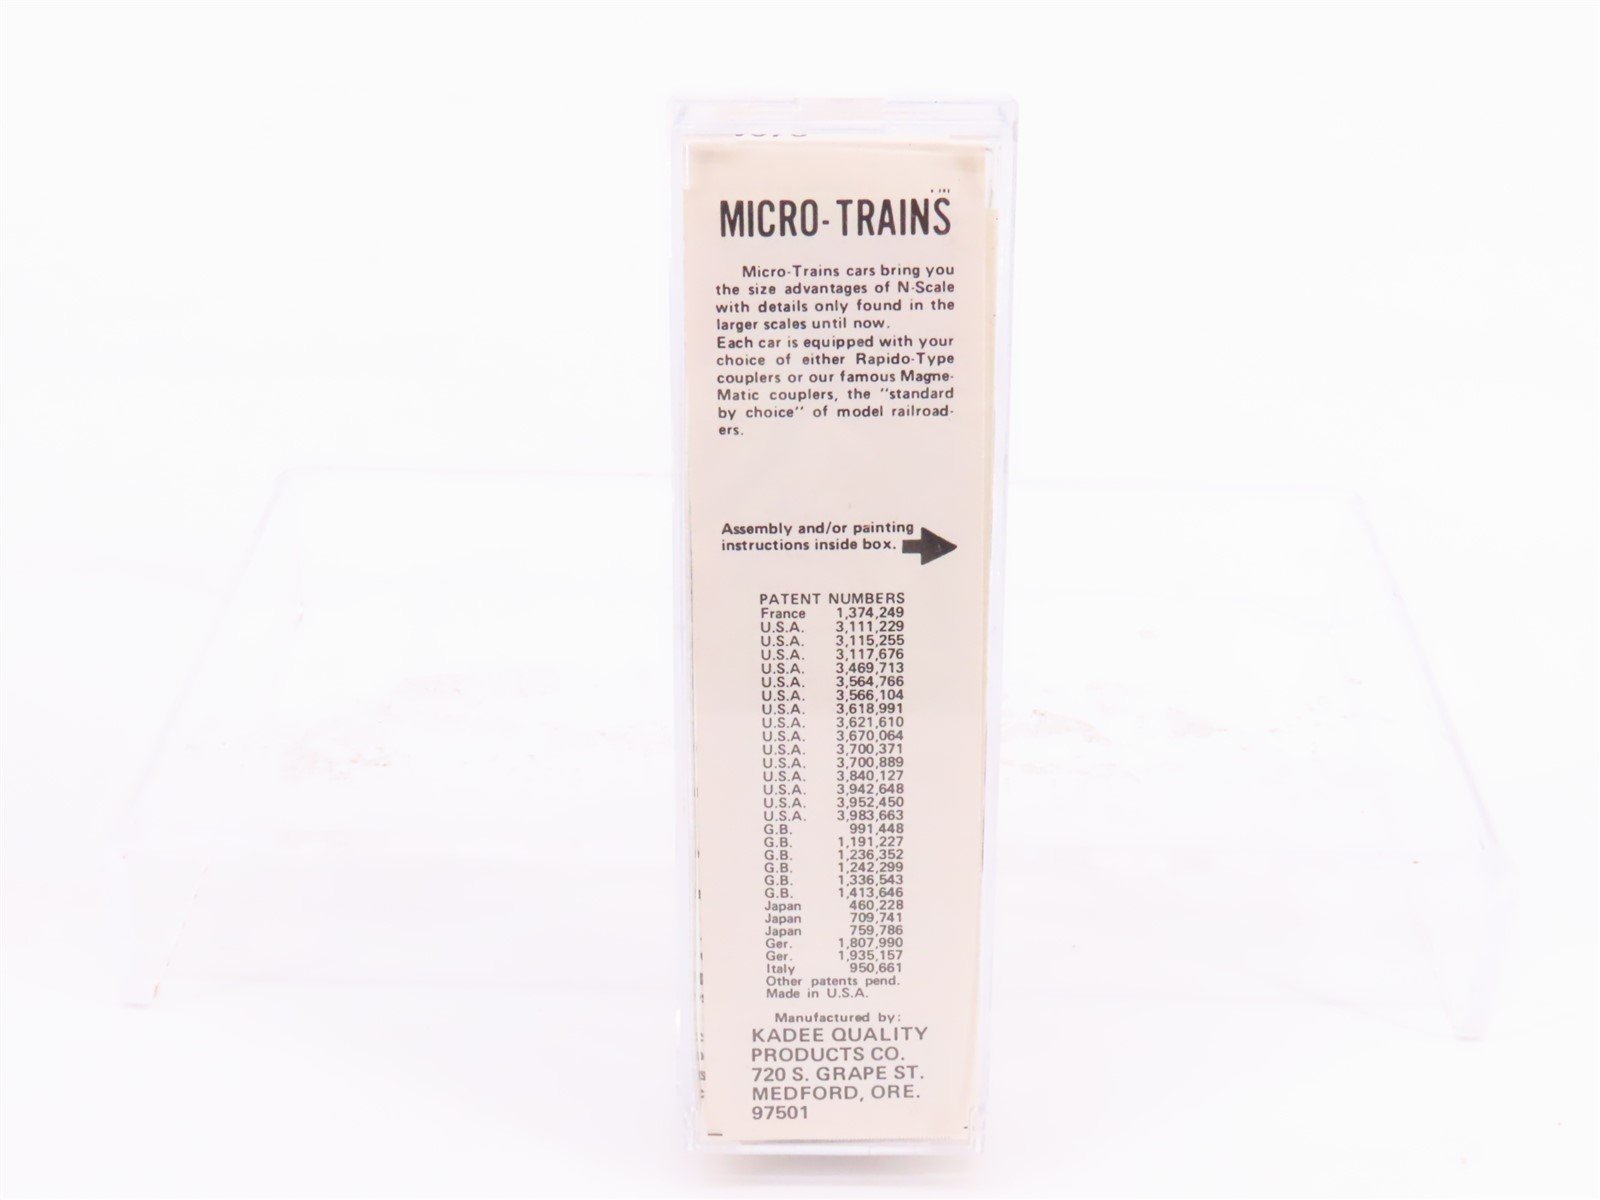 MICRO-TRAINS
Micro-Trains cars bring you
the size advantages of N-Scale
with details only found in the
larger scales until now.
Each car is equipped with your
choice of either Rapido-Type
couplers or our famous Magne-
Matic couplers, the "standard
by choice" of model railroad-
ers.
Assembly and/or painting
instructions inside box.
PATENT NUMBERS
France 1,374,249
U.S.A. 3,111,229
U.S.A. 3,115,255
U.S.A. 3,117,676
U.S.A. 3,469,713
U.S.A. 3,564,766
U.S.A. 3,566,104
U.S.A. 3,618,991
U.S.A. 3,621,610
U.S.A. 3,670,064
U.S.A. 3,700,371
U.S.A. 3,700,889
U.S.A. 3,840,127
U.S.A. 3,942,648
U.S.A. 3,952,450
U.S.A. 3,983,663
G.B. 991,448
G.B. 1,191,227
G.B. 1,236,352
G.B. 1,242,299
G.B. 1,336,543
G.B. 1,413,646
Japan 460,228
Japan 709,741
Japan 759,786
Ger. 1,807,990
Ger. 1,935,157
Italy 950,661
Other patents pend.
Made in U.S.A.
Manufactured by:
KADEE QUALITY
PRODUCTS CO.
720 S. GRAPE ST.
MEDFORD, ORE.
97501